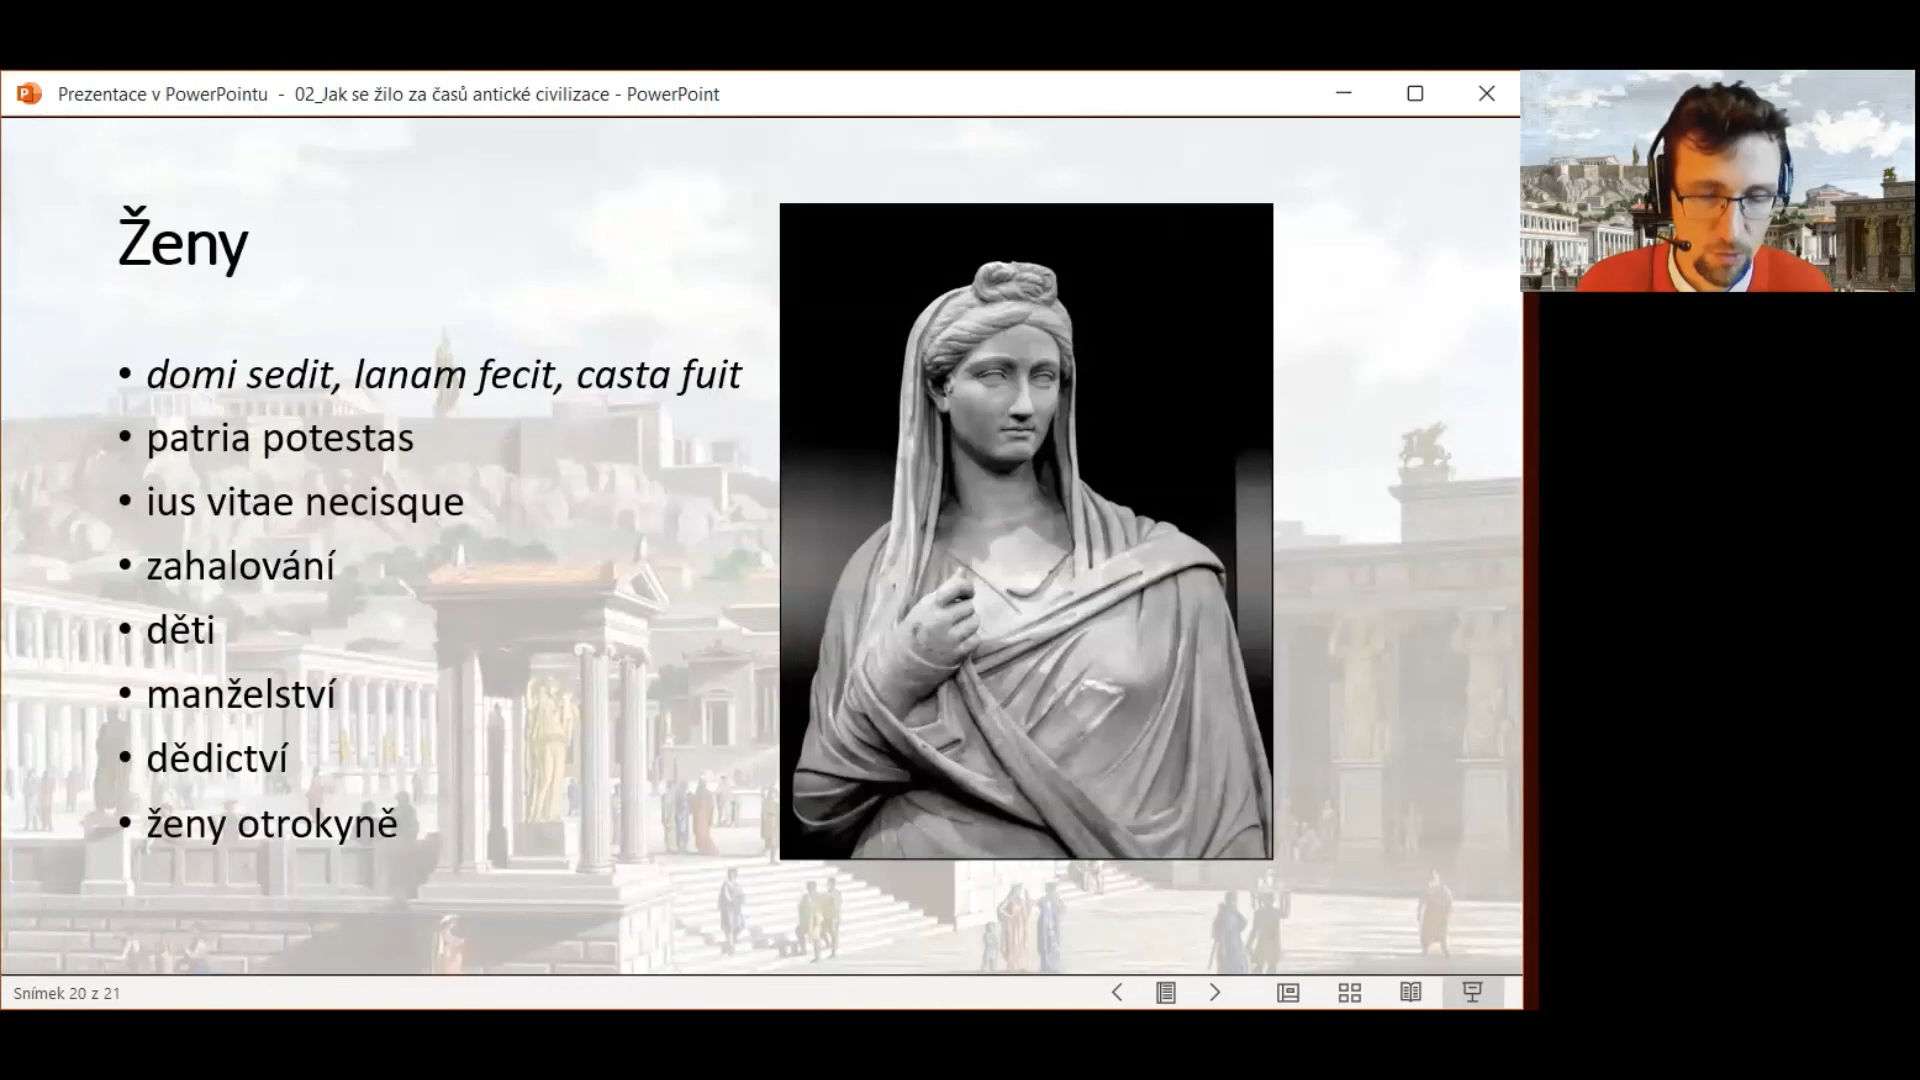 Prezentace v PowerPointu - 02_Jak se žilo za časů antické civilizace - PowerPoint
Ženy
• domi sedit, lanam fecit, casta fuit
• patria potestas
• ius vitae necisque
• zahalování
• děti
• manželství
• dědictví
• ženy otrokyně
Snímek 20 z 21